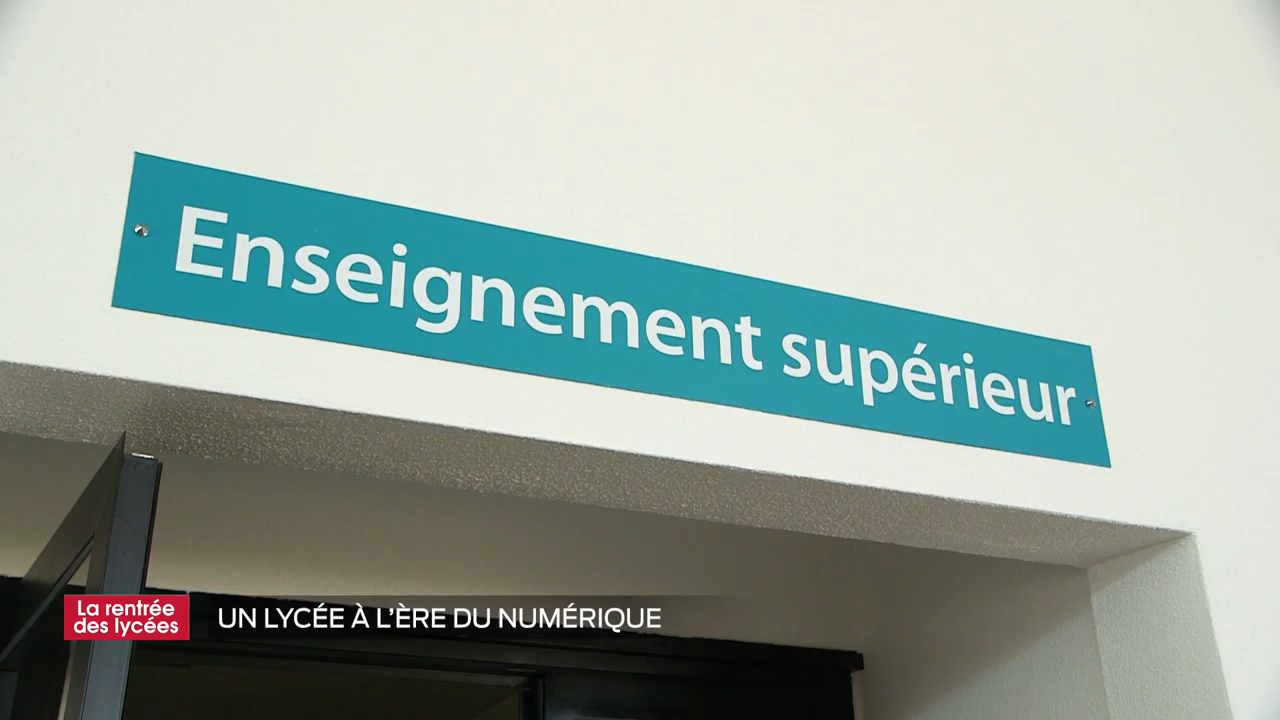 Enseignement supérieur
La rentrée
des lycées
UN LYCÉE À L'ÈRE DU NUMÉRIQUE